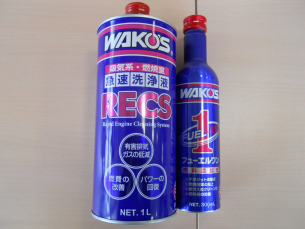 WAKO'S
吸気系・燃焼室
急速洗浄液
RECS
Rapid Engine Cleaning System
有害排気
ガスの低減
燃費の
改善
パワーの
回復
NET. 1L
WAKO'S
FUEL 1
フューエルワン
NET. 300mL